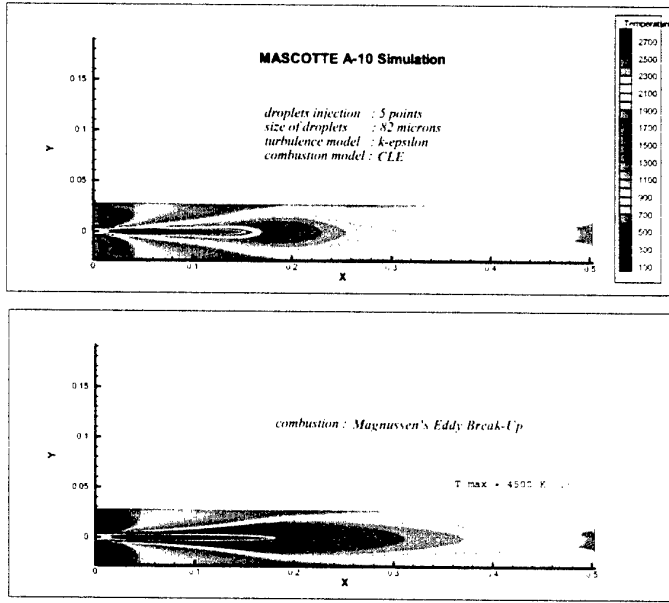 Temperature
MASCOTTE A-10 Simulation
droplets injection : 5 points
size of droplets : 82 microns
turbulence model : k-epsilon
combustion model : CLE
2700
2500
2300
2100
1900
1700
1500
1300
1100
900
700
500
300
100
0.15
0.1
Y
0.05
0
0
0.1
0.2
0.3
0.4
0.5
X
combustion : Magnussen's Eddy Break-Up
T max = 4500 K
0.15
0.1
Y
0.05
0
0
0.1
0.2
0.3
0.4
0.5
X